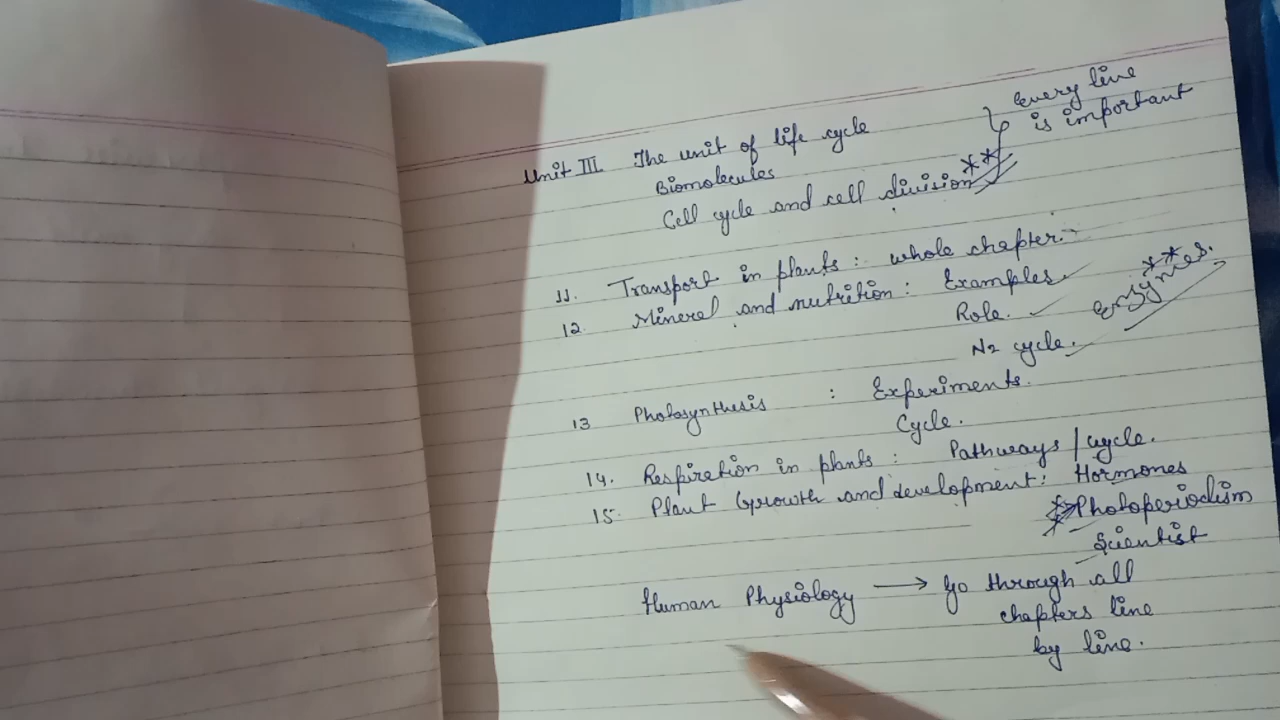 Every line
is important
Unit III The unit of life cycle
Biomolecules
Cell cycle and cell division **
11. Transport in plants : whole chapter.
12. Mineral and nutrition : Examples
Role.
N2 cycle.
Enzymes. **
13 Photosynthesis : Experiments.
Cycle.
14. Respiretion in plants : Pathways / cycle.
15. Plant Growth and development : Hormones
** Photoperiodism
Scientist
Human Physiology → Go through all
chapters line
by line.